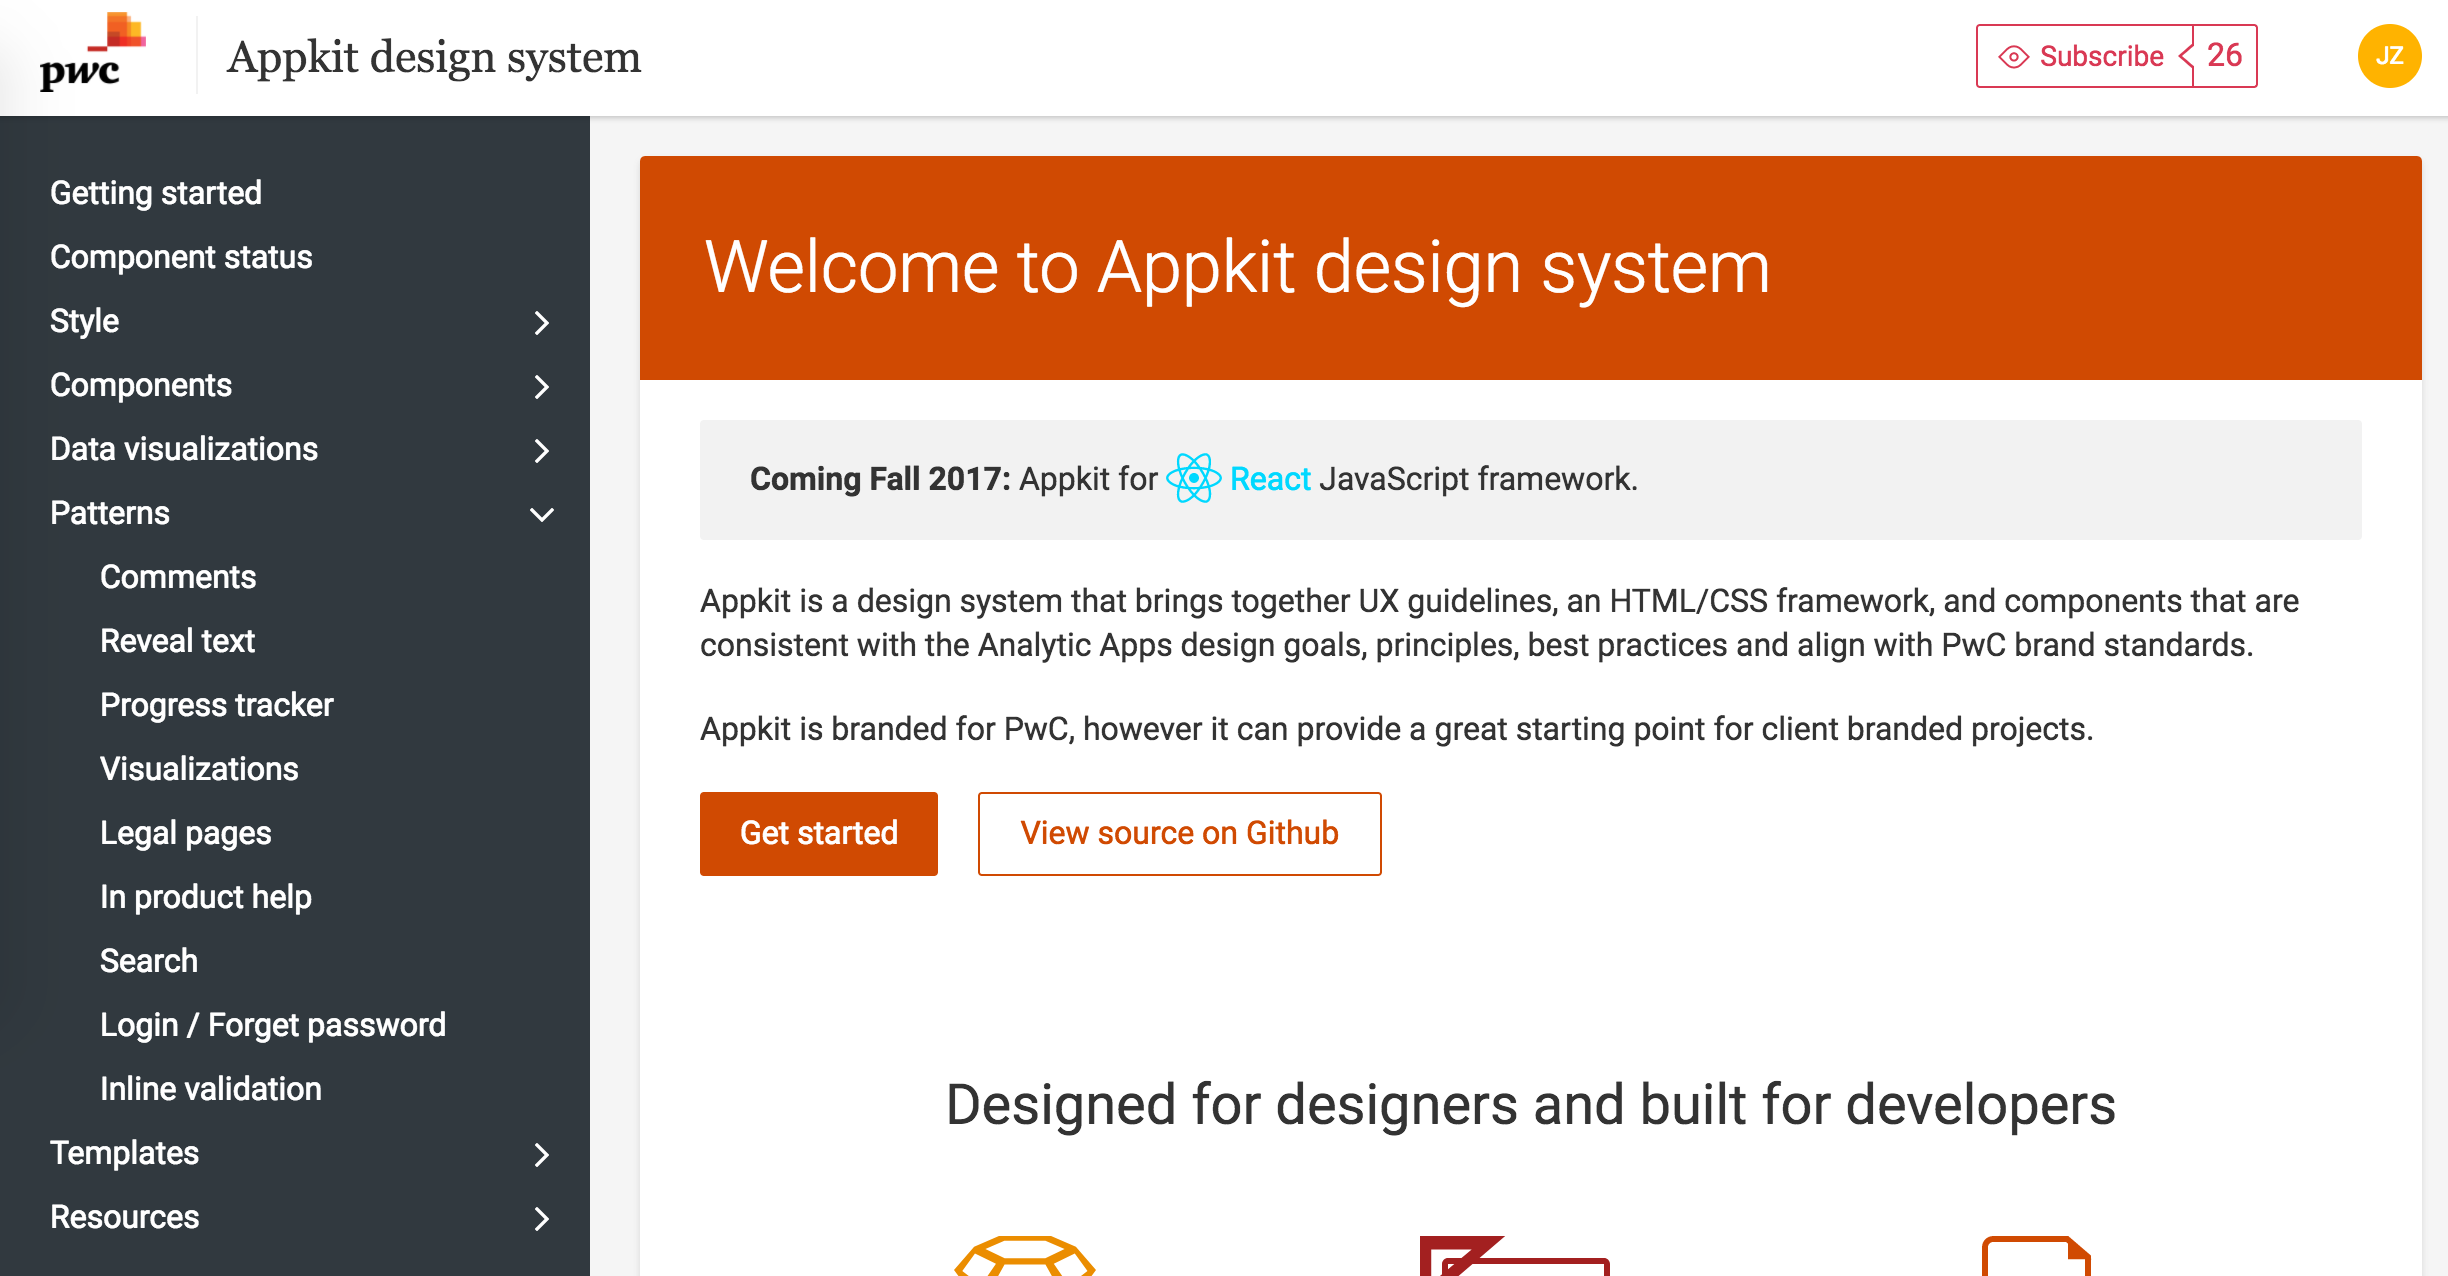 pwc
Appkit design system
Subscribe 26
JZ
Getting started
Component status
Style
Components
Data visualizations
Patterns
Comments
Reveal text
Progress tracker
Visualizations
Legal pages
In product help
Search
Login / Forget password
Inline validation
Templates
Resources
Welcome to Appkit design system
Coming Fall 2017: Appkit for React JavaScript framework.
Appkit is a design system that brings together UX guidelines, an HTML/CSS framework, and components that are
consistent with the Analytic Apps design goals, principles, best practices and align with PwC brand standards.
Appkit is branded for PwC, however it can provide a great starting point for client branded projects.
Get started
View source on Github
Designed for designers and built for developers